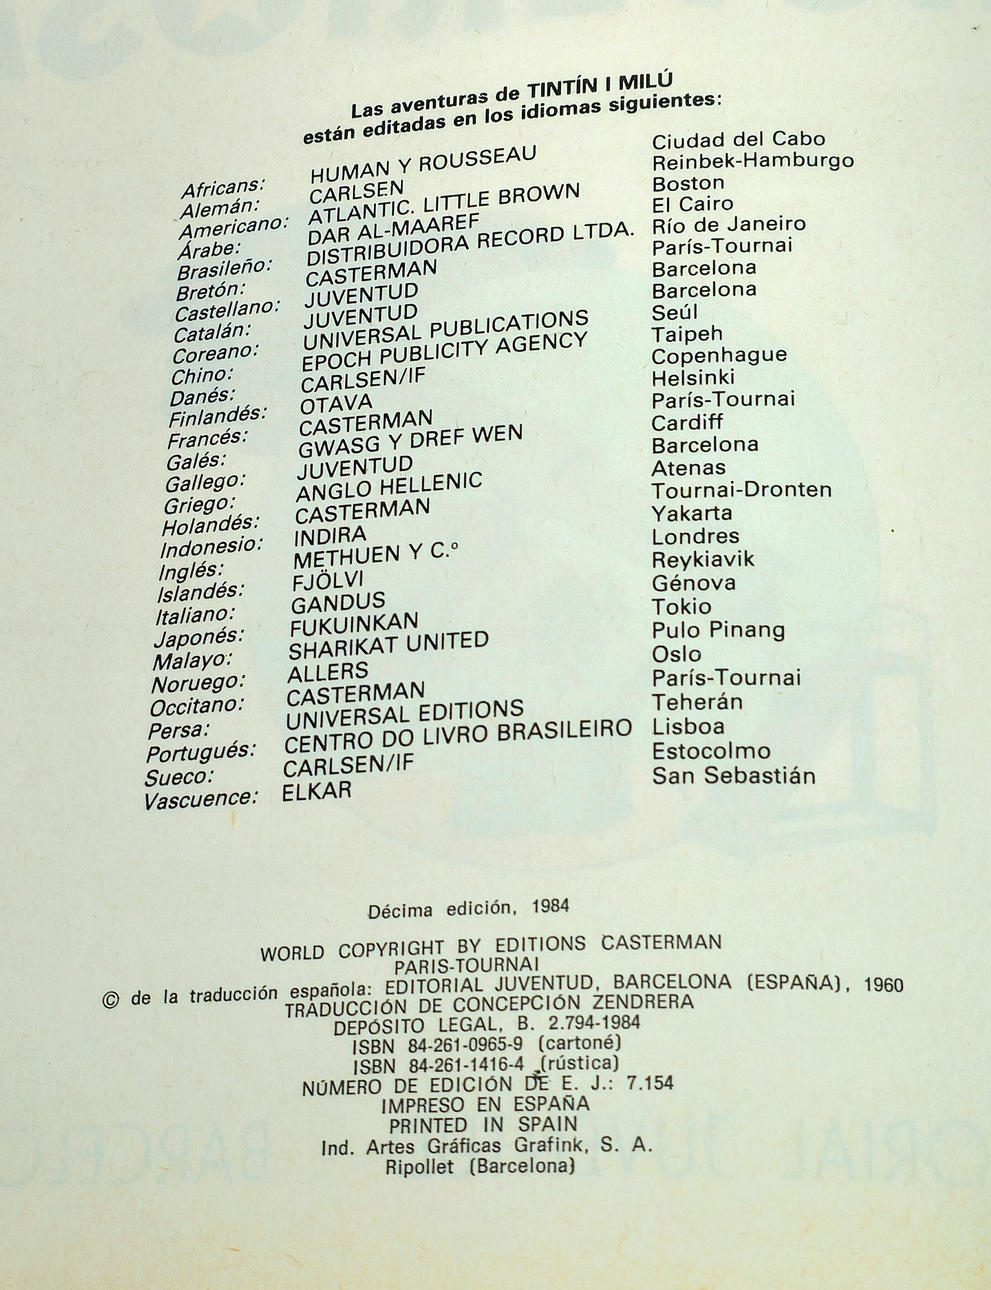 Las aventuras de TINTÍN I MILÚ
están editadas en los idiomas siguientes:
Africans: HUMAN Y ROUSSEAU Ciudad del Cabo
Alemán: CARLSEN Reinbek-Hamburgo
Americano: ATLANTIC. LITTLE BROWN Boston
Árabe: DAR AL-MAAREF El Cairo
Brasileño: DISTRIBUIDORA RECORD LTDA. Río de Janeiro
Bretón: CASTERMAN París-Tournai
Castellano: JUVENTUD Barcelona
Catalán: JUVENTUD Barcelona
Coreano: UNIVERSAL PUBLICATIONS Seúl
Chino: EPOCH PUBLICITY AGENCY Taipeh
Danés: CARLSEN/IF Copenhague
Finlandés: OTAVA Helsinki
Francés: CASTERMAN París-Tournai
Galés: GWASG Y DREF WEN Cardiff
Gallego: JUVENTUD Barcelona
Griego: ANGLO HELLENIC Atenas
Holandés: CASTERMAN Tournai-Dronten
Indonesio: INDIRA Yakarta
Inglés: METHUEN Y C.º Londres
Islandés: FJÖLVI Reykiavik
Italiano: GANDUS Génova
Japonés: FUKUINKAN Tokio
Malayo: SHARIKAT UNITED Pulo Pinang
Noruego: ALLERS Oslo
Occitano: CASTERMAN París-Tournai
Persa: UNIVERSAL EDITIONS Teherán
Portugués: CENTRO DO LIVRO BRASILEIRO Lisboa
Sueco: CARLSEN/IF Estocolmo
Vascuence: ELKAR San Sebastián
Décima edición, 1984
WORLD COPYRIGHT BY EDITIONS CASTERMAN
PARIS-TOURNAI
© de la traducción española: EDITORIAL JUVENTUD, BARCELONA (ESPAÑA), 1960
TRADUCCIÓN DE CONCEPCIÓN ZENDRERA
DEPÓSITO LEGAL, B. 2.794-1984
ISBN 84-261-0965-9 (cartoné)
ISBN 84-261-1416-4 (rústica)
NÚMERO DE EDICIÓN DE E. J.: 7.154
IMPRESO EN ESPAÑA
PRINTED IN SPAIN
Ind. Artes Gráficas Grafink, S. A.
Ripollet (Barcelona)